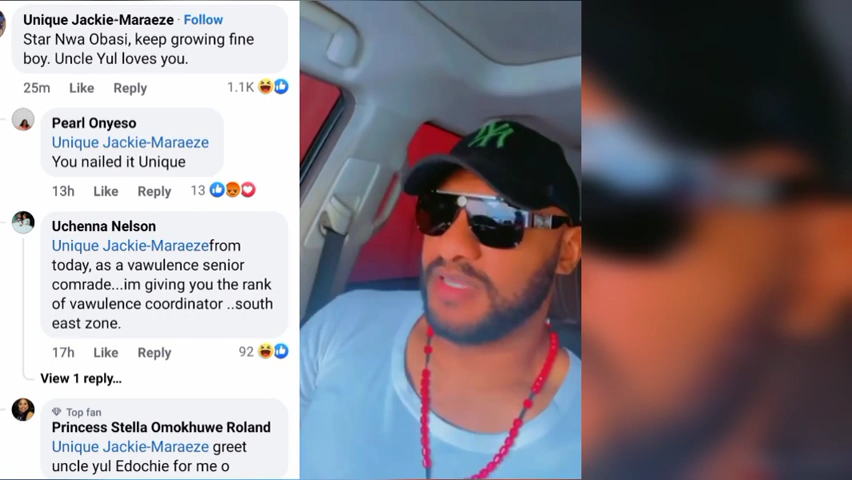 Unique Jackie-Maraeze · Follow
Star Nwa Obasi, keep growing fine
boy. Uncle Yul loves you.
25m Like Reply 1.1K
Pearl Onyeso
Unique Jackie-Maraeze
You nailed it Unique
13h Like Reply 13
Uchenna Nelson
Unique Jackie-Maraezefrom
today, as a vawulence senior
comrade...im giving you the rank
of vawulence coordinator ..south
east zone.
17h Like Reply 92
View 1 reply...
Top fan
Princess Stella Omokhuwe Roland
Unique Jackie-Maraeze greet
uncle yul Edochie for me o
NY